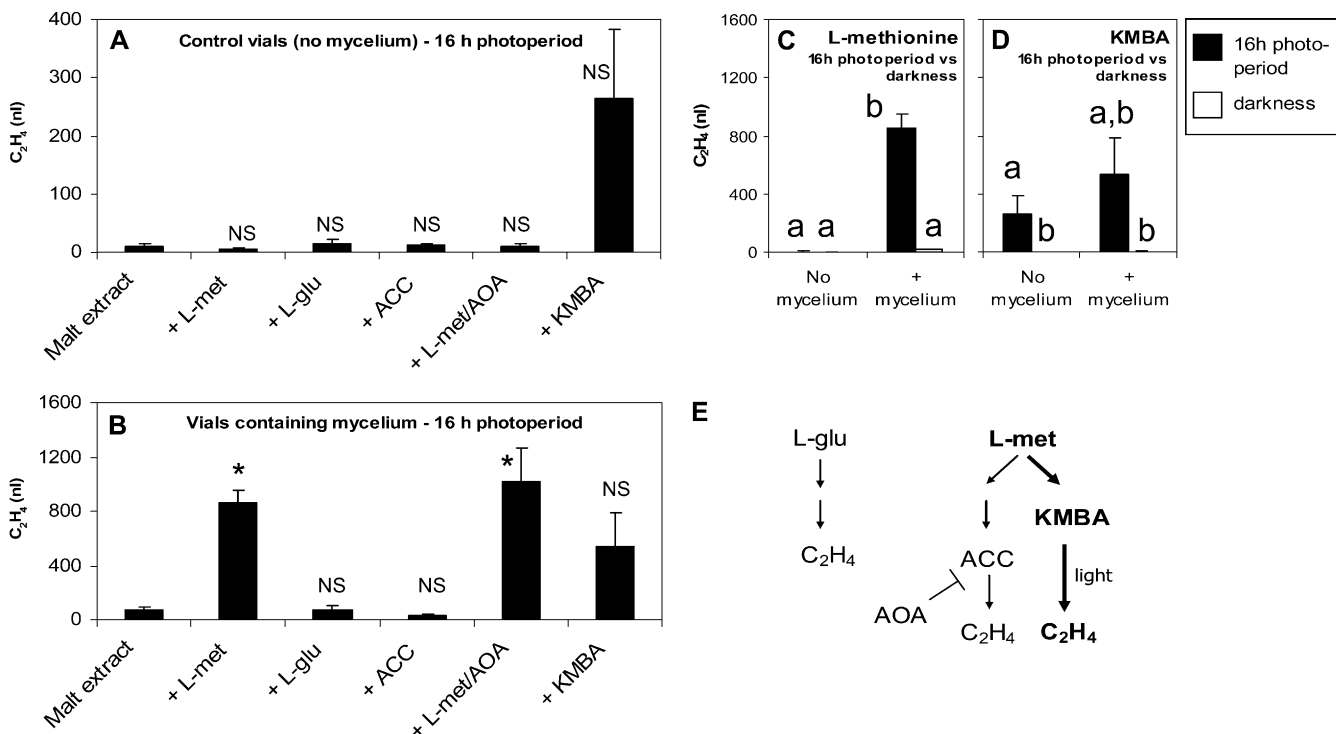 A
Control vials (no mycelium) - 16 h photoperiod
C₂H₄ (nl)
400
300
200
100
0
NS
NS
NS
NS
NS
Malt extract
+ L-met
+ L-glu
+ ACC
+ L-met/AOA
+ KMBA
B
Vials containing mycelium - 16 h photoperiod
C₂H₄ (nl)
1600
1200
800
400
0
*
NS
NS
*
NS
Malt extract
+ L-met
+ L-glu
+ ACC
+ L-met/AOA
+ KMBA
C
L-methionine
16h photoperiod vs
darkness
C₂H₄ (nl)
1600
1200
800
400
0
a
a
b
a
No
mycelium
+
mycelium
D
KMBA
16h photoperiod vs
darkness
a
b
a,b
b
No
mycelium
+
mycelium
16h photo-
period
darkness
E
L-glu
C₂H₄
L-met
KMBA
ACC
light
AOA
C₂H₄
C₂H₄